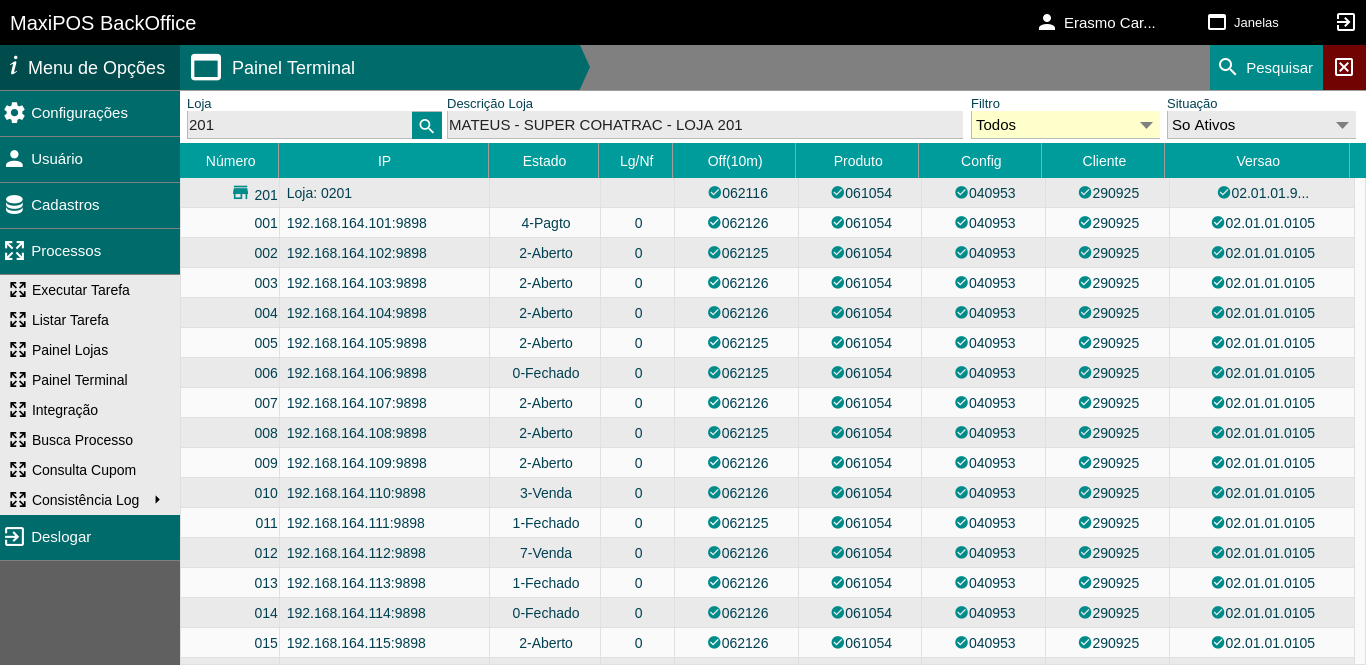 MaxiPOS BackOffice
Erasmo Car... Janelas
Menu de Opções Painel Terminal Pesquisar
Configurações
Usuário
Cadastros
Processos
Executar Tarefa
Listar Tarefa
Painel Lojas
Painel Terminal
Integração
Busca Processo
Consulta Cupom
Consistência Log
Deslogar
Loja Descrição Loja Filtro Situação
201 MATEUS - SUPER COHATRAC - LOJA 201 Todos So Ativos
Número IP Estado Lg/Nf Off(10m) Produto Config Cliente Versao
201 Loja: 0201 062116 061054 040953 290925 02.01.01.9...
001 192.168.164.101:9898 4-Pagto 0 062126 061054 040953 290925 02.01.01.0105
002 192.168.164.102:9898 2-Aberto 0 062125 061054 040953 290925 02.01.01.0105
003 192.168.164.103:9898 2-Aberto 0 062126 061054 040953 290925 02.01.01.0105
004 192.168.164.104:9898 2-Aberto 0 062126 061054 040953 290925 02.01.01.0105
005 192.168.164.105:9898 2-Aberto 0 062125 061054 040953 290925 02.01.01.0105
006 192.168.164.106:9898 0-Fechado 0 062125 061054 040953 290925 02.01.01.0105
007 192.168.164.107:9898 2-Aberto 0 062126 061054 040953 290925 02.01.01.0105
008 192.168.164.108:9898 2-Aberto 0 062125 061054 040953 290925 02.01.01.0105
009 192.168.164.109:9898 2-Aberto 0 062126 061054 040953 290925 02.01.01.0105
010 192.168.164.110:9898 3-Venda 0 062126 061054 040953 290925 02.01.01.0105
011 192.168.164.111:9898 1-Fechado 0 062125 061054 040953 290925 02.01.01.0105
012 192.168.164.112:9898 7-Venda 0 062126 061054 040953 290925 02.01.01.0105
013 192.168.164.113:9898 1-Fechado 0 062126 061054 040953 290925 02.01.01.0105
014 192.168.164.114:9898 0-Fechado 0 062126 061054 040953 290925 02.01.01.0105
015 192.168.164.115:9898 2-Aberto 0 062126 061054 040953 290925 02.01.01.0105